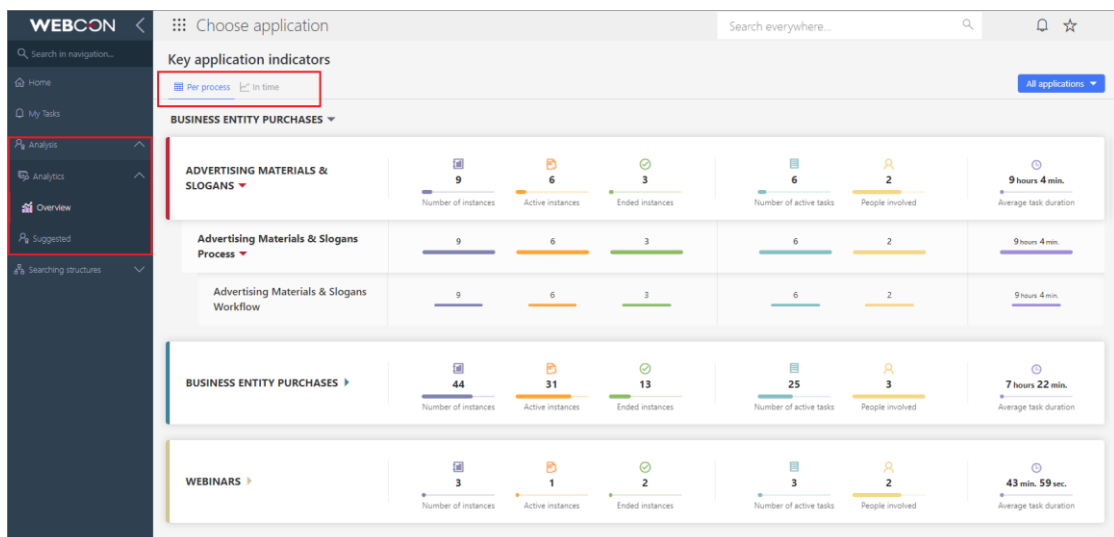 WEBCON
Choose application
Search everywhere...
Search in navigation...
Home
My Tasks
Analysis
Analytics
Overview
Suggested
Searching structures
Key application indicators
Per process
In time
All applications
BUSINESS ENTITY PURCHASES
ADVERTISING MATERIALS &
SLOGANS
9
Number of instances
6
Active instances
3
Ended instances
6
Number of active tasks
2
People involved
9 hours 4 min.
Average task duration
Advertising Materials & Slogans
Process
9
6
3
6
2
9 hours 4 min.
Advertising Materials & Slogans
Workflow
9
6
3
6
2
9 hours 4 min.
BUSINESS ENTITY PURCHASES
44
Number of instances
31
Active instances
13
Ended instances
25
Number of active tasks
3
People involved
7 hours 22 min.
Average task duration
WEBINARS
3
Number of instances
1
Active instances
2
Ended instances
3
Number of active tasks
2
People involved
43 min. 59 sec.
Average task duration